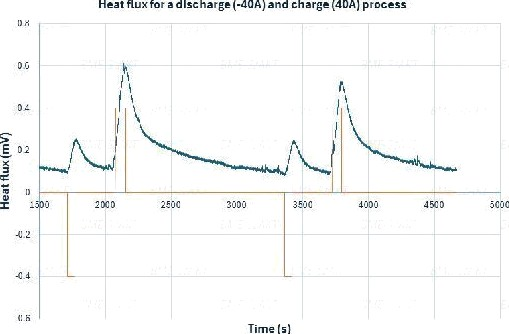 Heat flux for a discharge (-40A) and charge (40A) process
0.8
0.6
0.4
0.2
0
-0.2
-0.4
-0.6
1500 2000 2500 3000 3500 4000 4500 5000
Heat flux (mV)
Time (s)